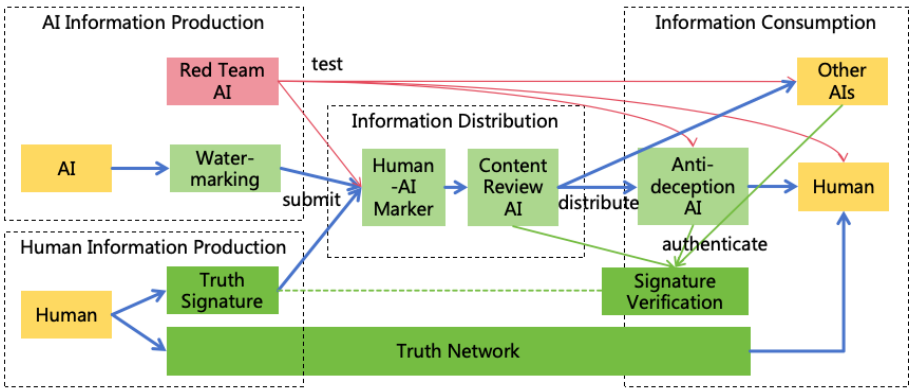 AI Information Production
Information Consumption
Red Team
AI
test
Other
AIs
Information Distribution
AI
Water-
marking
submit
Human
-AI
Marker
Content
Review
AI
distribute
Anti-
deception
AI
Human
authenticate
Human Information Production
Truth
Signature
Signature
Verification
Human
Truth Network